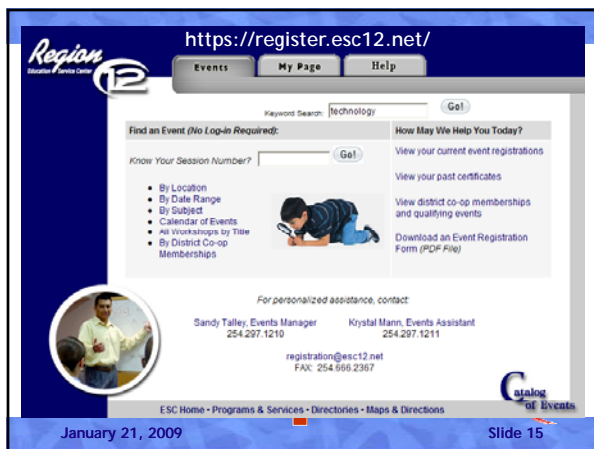 https://register.esc12.net/
Region
Education Service Center
12
Events
My Page
Help
Keyword Search: technology Go!
Find an Event (No Log-in Required):
Know Your Session Number? Go!
By Location
By Date Range
By Subject
Calendar of Events
All Workshops by Title
By District Co-op
Memberships
How May We Help You Today?
View your current event registrations
View your past certificates
View district co-op memberships
and qualifying events
Download an Event Registration
Form (PDF File)
For personalized assistance, contact:
Sandy Talley, Events Manager
254.297.1210
Krystal Mann, Events Assistant
254.297.1211
registration@esc12.net
FAX: 254.666.2367
Catalog
of Events
ESC Home • Programs & Services • Directories • Maps & Directions
January 21, 2009
Slide 15